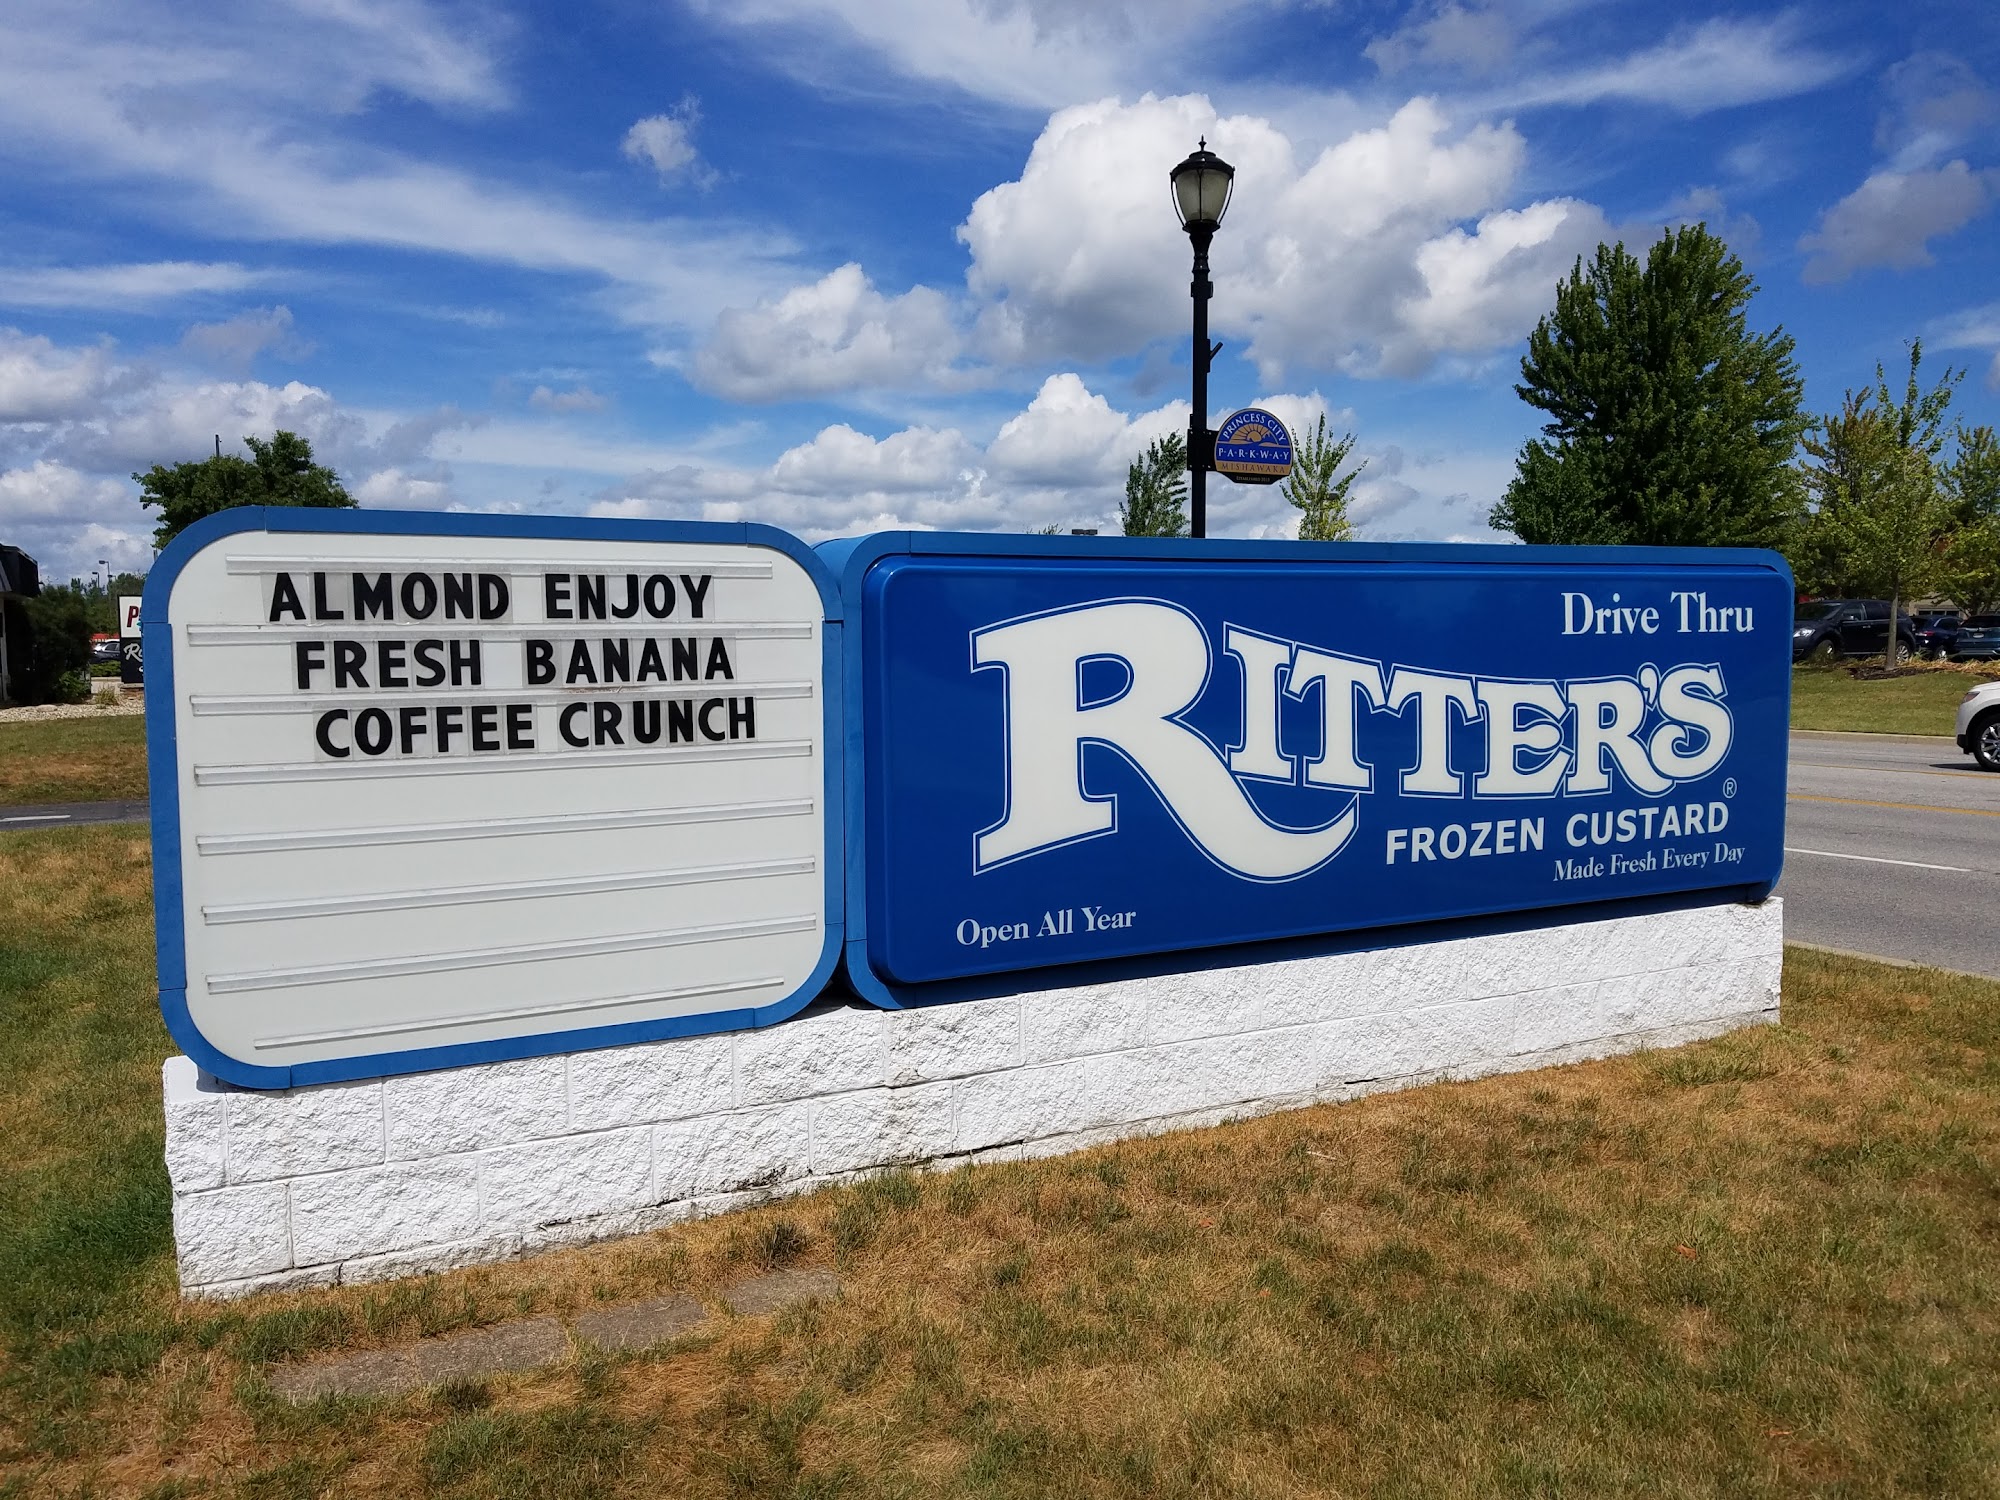 ALMOND ENJOY
FRESH BANANA
COFFEE CRUNCH
Drive Thru
RITTER'S
®
FROZEN CUSTARD
Made Fresh Every Day
Open All Year
PRINCESS CITY
P·A·R·K·W·A·Y
MISHAWAKA